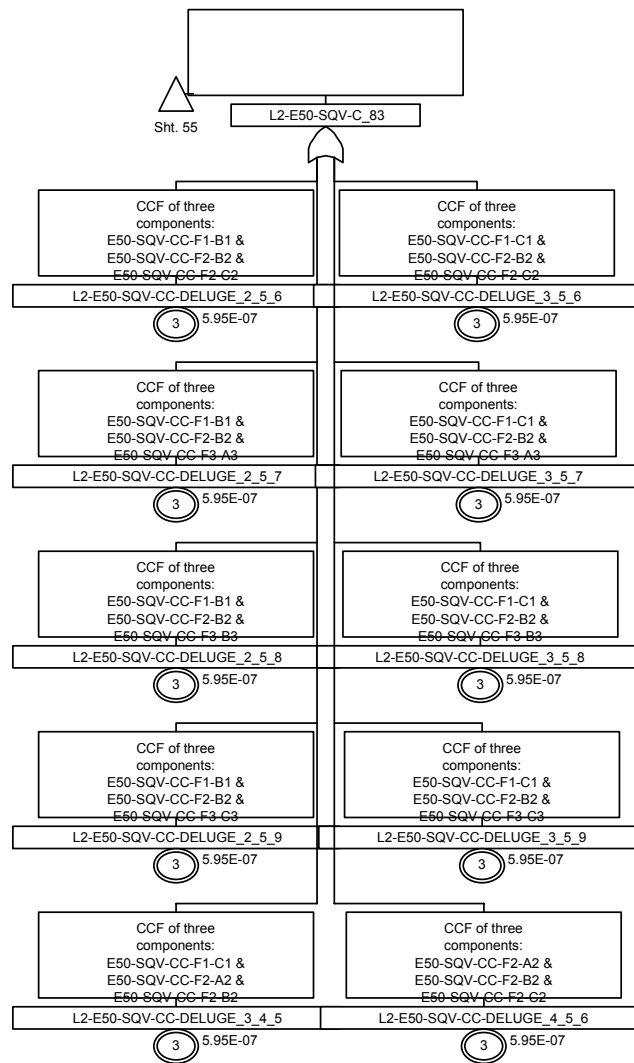 Sht. 55
L2-E50-SQV-C_83
CCF of three
components:
E50-SQV-CC-F1-B1 &
E50-SQV-CC-F2-B2 &
E50-SQV-CC-F2-C2
L2-E50-SQV-CC-DELUGE_2_5_6
3
5.95E-07
CCF of three
components:
E50-SQV-CC-F1-C1 &
E50-SQV-CC-F2-B2 &
E50-SQV-CC-F2-C2
L2-E50-SQV-CC-DELUGE_3_5_6
3
5.95E-07
CCF of three
components:
E50-SQV-CC-F1-B1 &
E50-SQV-CC-F2-B2 &
E50-SQV-CC-F3-A3
L2-E50-SQV-CC-DELUGE_2_5_7
3
5.95E-07
CCF of three
components:
E50-SQV-CC-F1-C1 &
E50-SQV-CC-F2-B2 &
E50-SQV-CC-F3-A3
L2-E50-SQV-CC-DELUGE_3_5_7
3
5.95E-07
CCF of three
components:
E50-SQV-CC-F1-B1 &
E50-SQV-CC-F2-B2 &
E50-SQV-CC-F3-B3
L2-E50-SQV-CC-DELUGE_2_5_8
3
5.95E-07
CCF of three
components:
E50-SQV-CC-F1-C1 &
E50-SQV-CC-F2-B2 &
E50-SQV-CC-F3-B3
L2-E50-SQV-CC-DELUGE_3_5_8
3
5.95E-07
CCF of three
components:
E50-SQV-CC-F1-B1 &
E50-SQV-CC-F2-B2 &
E50-SQV-CC-F3-C3
L2-E50-SQV-CC-DELUGE_2_5_9
3
5.95E-07
CCF of three
components:
E50-SQV-CC-F1-C1 &
E50-SQV-CC-F2-B2 &
E50-SQV-CC-F3-C3
L2-E50-SQV-CC-DELUGE_3_5_9
3
5.95E-07
CCF of three
components:
E50-SQV-CC-F1-C1 &
E50-SQV-CC-F2-A2 &
E50-SQV-CC-F2-B2
L2-E50-SQV-CC-DELUGE_3_4_5
3
5.95E-07
CCF of three
components:
E50-SQV-CC-F2-A2 &
E50-SQV-CC-F2-B2 &
E50-SQV-CC-F2-C2
L2-E50-SQV-CC-DELUGE_4_5_6
3
5.95E-07